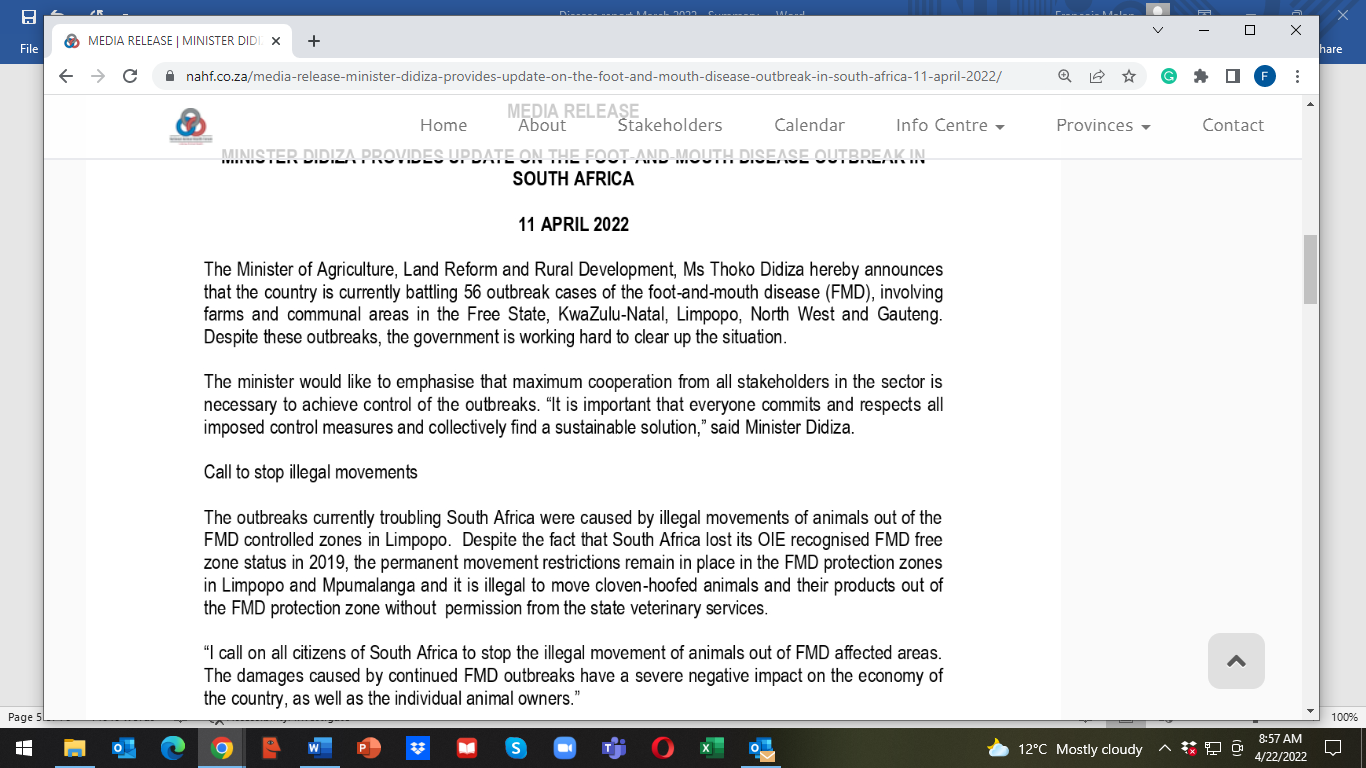 Disease report March 2022 - Summary - Word
File
hare
MEDIA RELEASE | MINISTER DIDI
nahf.co.za/media-release-minister-didiza-provides-update-on-the-foot-and-mouth-disease-outbreak-in-south-africa-11-april-2022/
F
MEDIA RELEASE
Home About Stakeholders Calendar Info Centre Provinces Contact
MINISTER DIDIZA PROVIDES UPDATE ON THE FOOT-AND-MOUTH DISEASE OUTBREAK IN
SOUTH AFRICA
11 APRIL 2022
The Minister of Agriculture, Land Reform and Rural Development, Ms Thoko Didiza hereby announces
that the country is currently battling 56 outbreak cases of the foot-and-mouth disease (FMD), involving
farms and communal areas in the Free State, KwaZulu-Natal, Limpopo, North West and Gauteng.
Despite these outbreaks, the government is working hard to clear up the situation.
The minister would like to emphasise that maximum cooperation from all stakeholders in the sector is
necessary to achieve control of the outbreaks. “It is important that everyone commits and respects all
imposed control measures and collectively find a sustainable solution,” said Minister Didiza.
Call to stop illegal movements
The outbreaks currently troubling South Africa were caused by illegal movements of animals out of the
FMD controlled zones in Limpopo.  Despite the fact that South Africa lost its OIE recognised FMD free
zone status in 2019, the permanent movement restrictions remain in place in the FMD protection zones
in Limpopo and Mpumalanga and it is illegal to move cloven-hoofed animals and their products out of
the FMD protection zone without  permission from the state veterinary services.
“I call on all citizens of South Africa to stop the illegal movement of animals out of FMD affected areas.
The damages caused by continued FMD outbreaks have a severe negative impact on the economy of
the country, as well as the individual animal owners.”
Page 5
100%
12°C Mostly cloudy
8:57 AM
4/22/2022